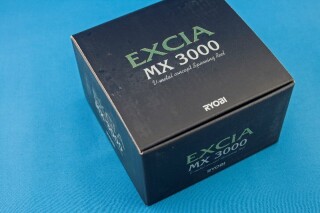 EXCIA
MX 3000
V-metal concept Spinning Reel
RYOBI
EXCIA
MX 3000
RYOBI